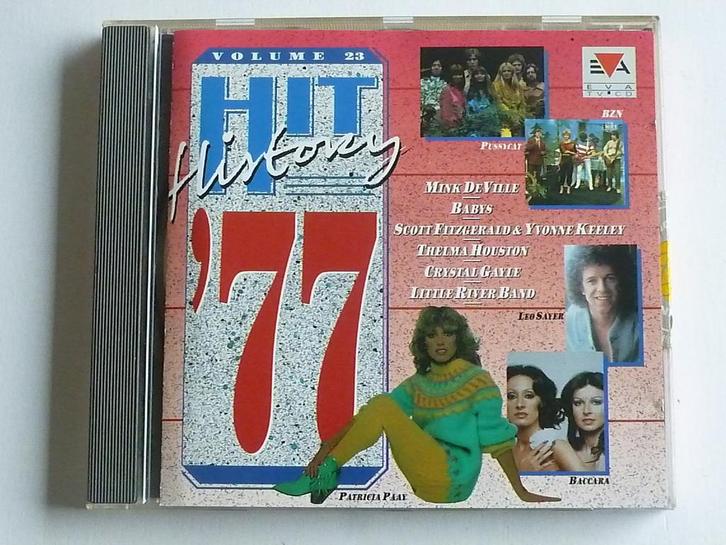 VOLUME 23
HIT
History
'77
EVA
EVA
TV•CD
PUSSYCAT
BZN
MINK DEVILLE
BABYS
SCOTT FITZGERALD & YVONNE KEELEY
THELMA HOUSTON
CRYSTAL GAYLE
LITTLE RIVER BAND
LEO SAYER
PATRICIA PAAY
BACCARA